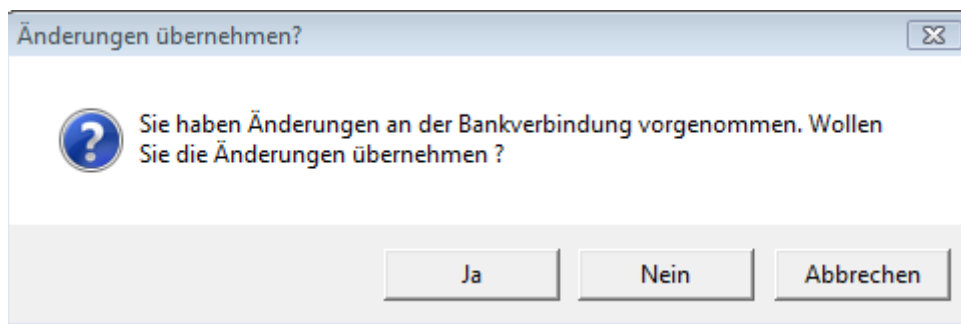 Änderungen übernehmen?
Sie haben Änderungen an der Bankverbindung vorgenommen. Wollen
Sie die Änderungen übernehmen ?
Ja Nein Abbrechen